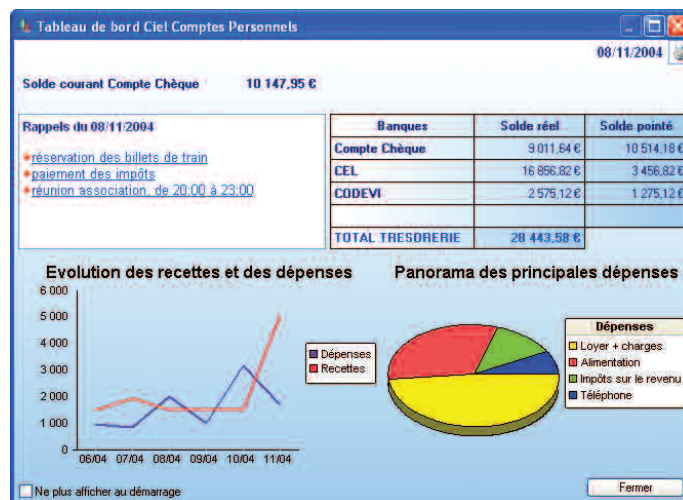 Tableau de bord Ciel Comptes Personnels
08/11/2004
Solde courant Compte Chèque 10 147,95 €
Rappels du 08/11/2004
réservation des billets de train
paiement des impôts
réunion association, de 20:00 à 23:00
Banques Solde réel Solde pointé
Compte Chèque 9 011,64 € 10 514,18 €
CEL 16 856,82 € 3 456,82 €
CODEVI 2 575,12 € 1 275,12 €
TOTAL TRESORERIE 28 443,58 €
Evolution des recettes et des dépenses
6 000
5 000
4 000
3 000
2 000
1 000
0
06/04 07/04 08/04 09/04 10/04 11/04
Dépenses
Recettes
Panorama des principales dépenses
Dépenses
Loyer + charges
Alimentation
Impôts sur le revenu
Téléphone
Ne plus afficher au démarrage
Fermer